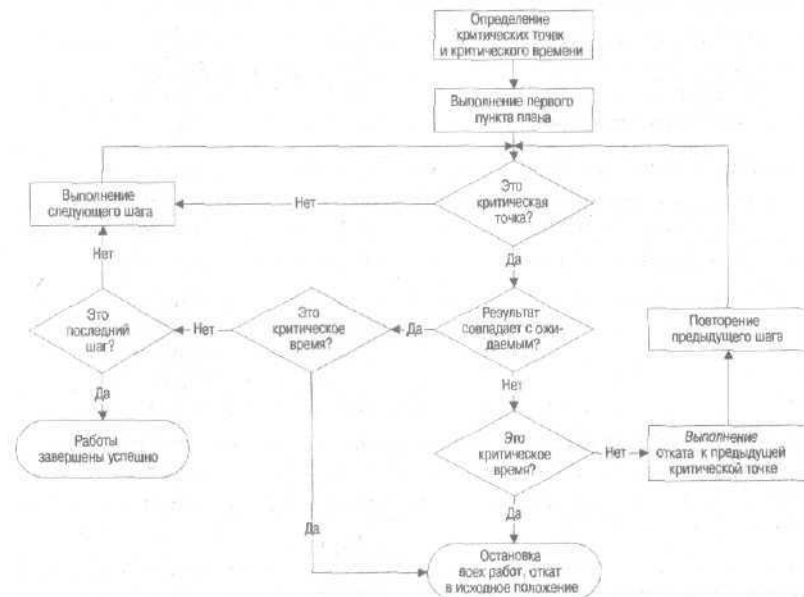 Определение
критических точек
и критического времени
Выполнение первого
пункта плана
Выполнение
следующего шага
Нет
Это
критическая
точка?
Нет
Да
Это
последний
шаг?
Нет
Это
критическое
время?
Да
Результат
совпадает с ожи-
даемым?
Повторение
предыдущего шага
Да
Нет
Работы
завершены успешно
Это
критическое
время?
Нет
Выполнение
отката к предыдущей
критической точке
Да
Да
Остановка
всех работ, откат
в исходное положение